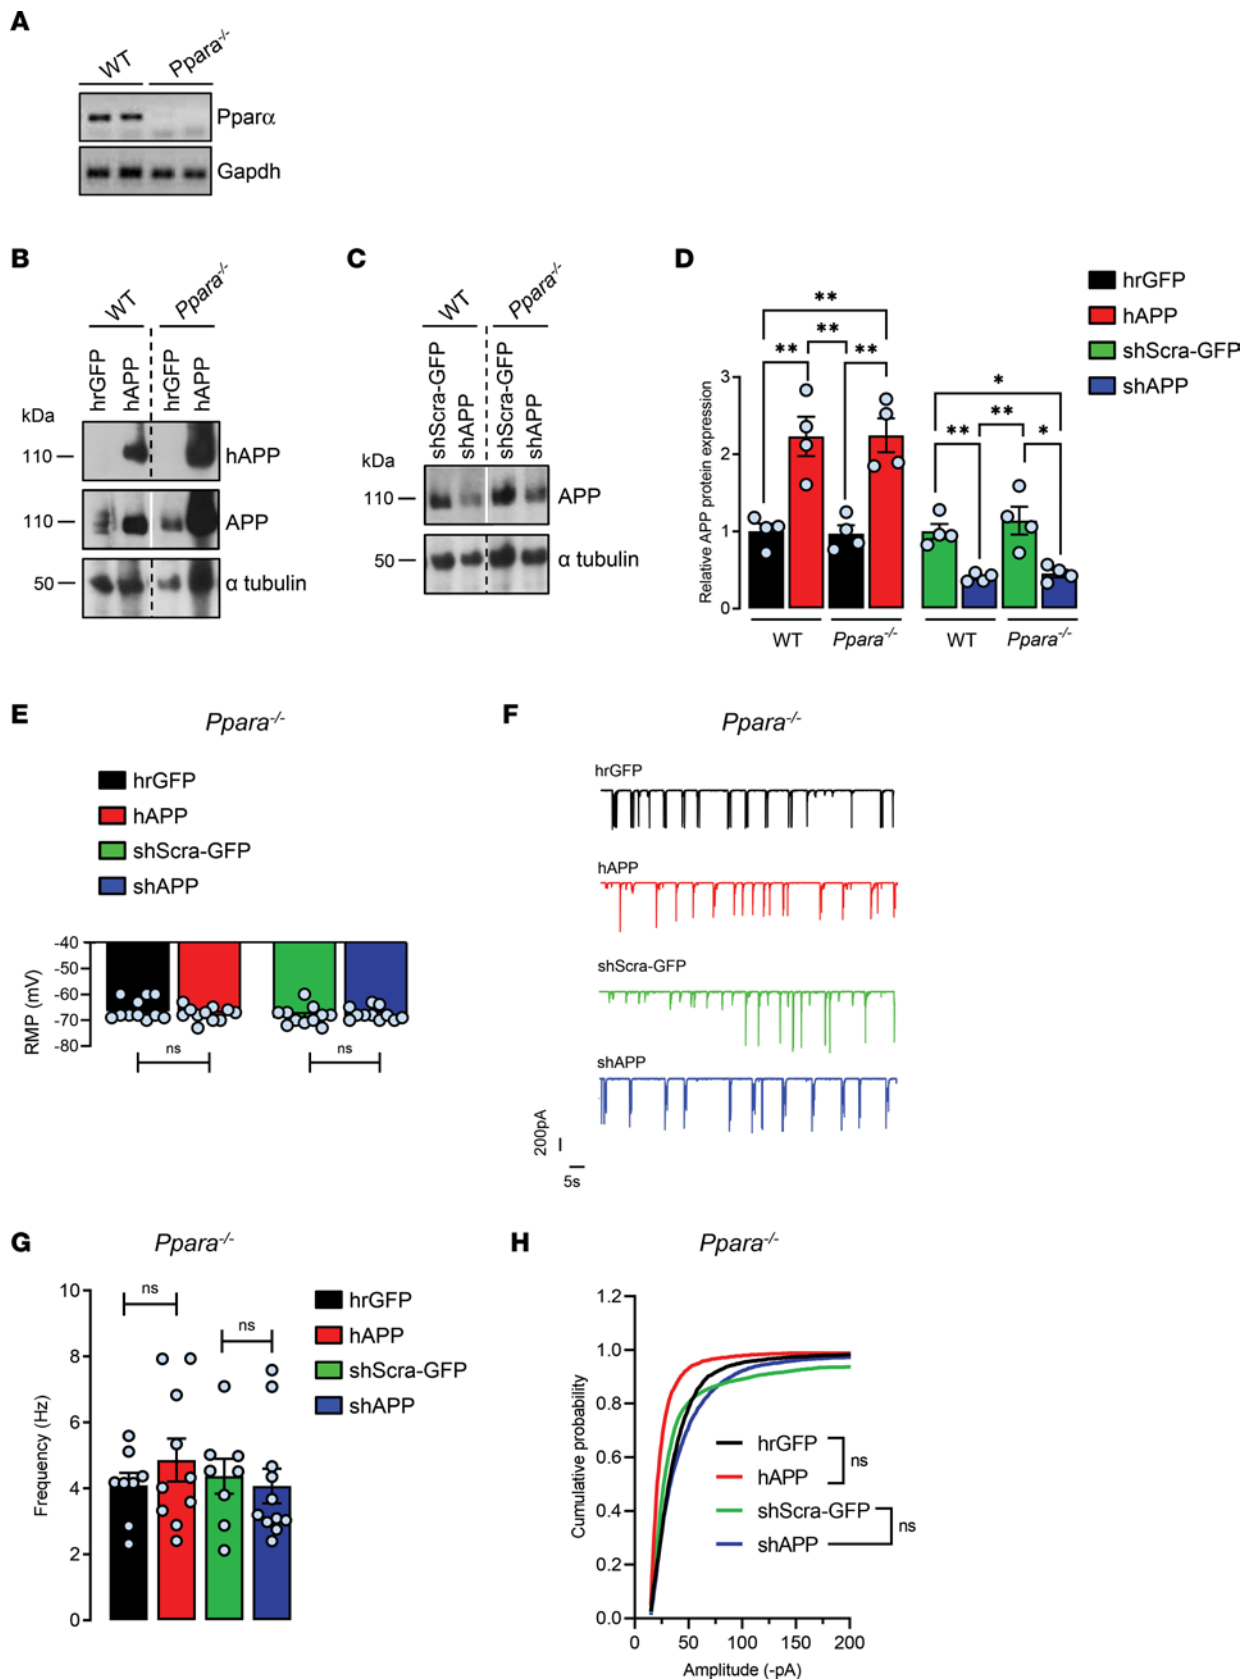 A
WT
Ppara-/-
Pparα
Gapdh
B
WT
Ppara-/-
hrGFP
hAPP
hrGFP
hAPP
kDa
110
hAPP
110
APP
50
α tubulin
C
WT
Ppara-/-
shScra-GFP
shAPP
shScra-GFP
shAPP
kDa
110
APP
50
α tubulin
D
hrGFP
hAPP
shScra-GFP
shAPP
Relative APP protein expression
3
2
1
0
**
**
**
**
*
**
**
*
WT
Ppara-/-
WT
Ppara-/-
E
Ppara-/-
hrGFP
hAPP
shScra-GFP
shAPP
RMP (mV)
-40
-50
-60
-70
-80
ns
ns
F
Ppara-/-
hrGFP
hAPP
shScra-GFP
shAPP
200pA
5s
G
Ppara-/-
hrGFP
hAPP
shScra-GFP
shAPP
Frequency (Hz)
10
8
6
4
2
0
ns
ns
H
Ppara-/-
Cumulative probability
1.2
1.0
0.8
0.6
0.4
0.2
0.0
hrGFP
hAPP
ns
shScra-GFP
shAPP
ns
0 50 100 150 200
Amplitude (-pA)